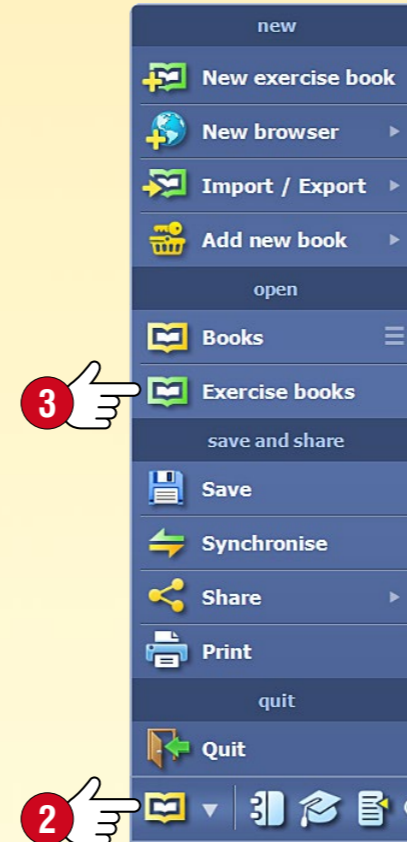 new
New exercise book
New browser
Import / Export
Add new book
open
Books
3
Exercise books
save and share
Save
Synchronise
Share
Print
quit
Quit
2